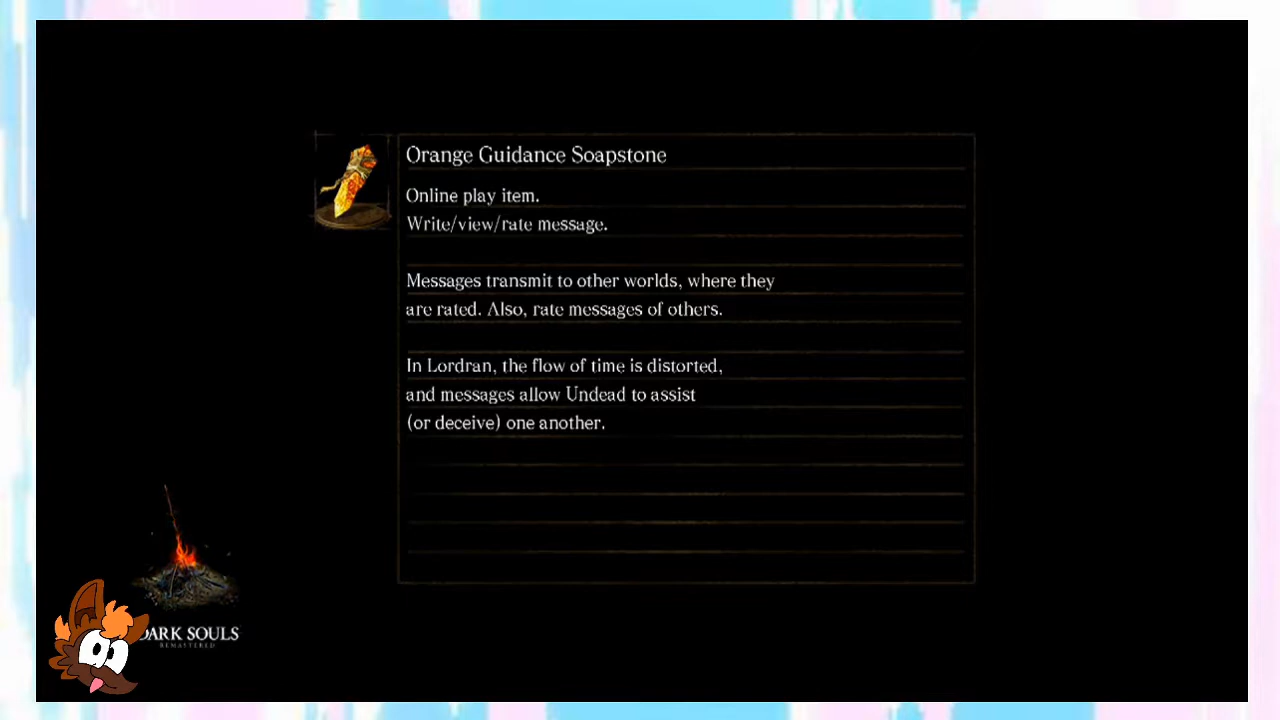 Orange Guidance Soapstone
Online play item.
Write/view/rate message.
Messages transmit to other worlds, where they
are rated. Also, rate messages of others.
In Lordran, the flow of time is distorted,
and messages allow Undead to assist
(or deceive) one another.
DARK SOULS
REMASTERED